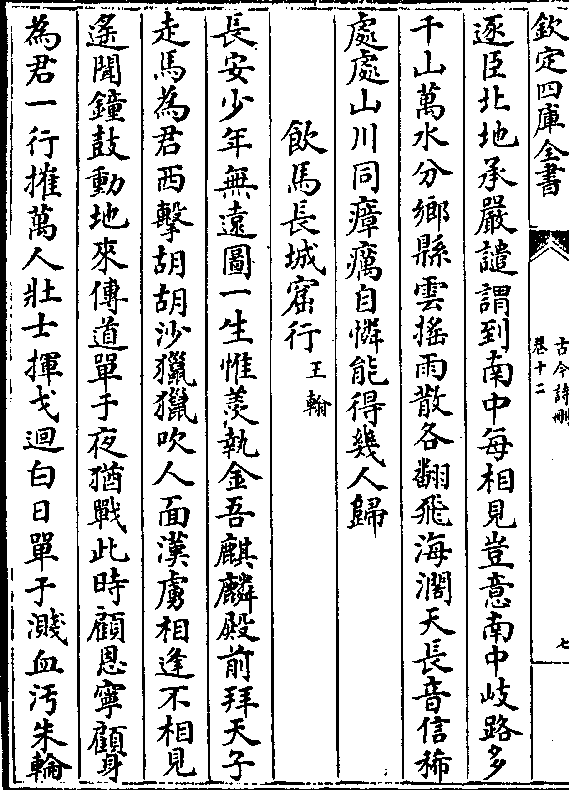 欽定四庫全書
古今詩刪
卷十二
七
逐臣北地承嚴譴謂到南中每相見豈意南中岐路多
千山萬水分鄉縣雲搖雨散各翻飛海濶天長音信稀
處處山川同瘴癘自憐能得幾人歸
飲馬長城窟行王翰
長安少年無遠圖一生惟羨執金吾麒麟殿前拜天子
走馬為君西擊胡胡沙獵獵吹人面漢虜相逢不相見
遙聞鐘鼓動地來傳道單于夜猶戰此時顧恩寧顧身
為君一行摧萬人壯士揮戈迴白日單于濺血汚朱輪